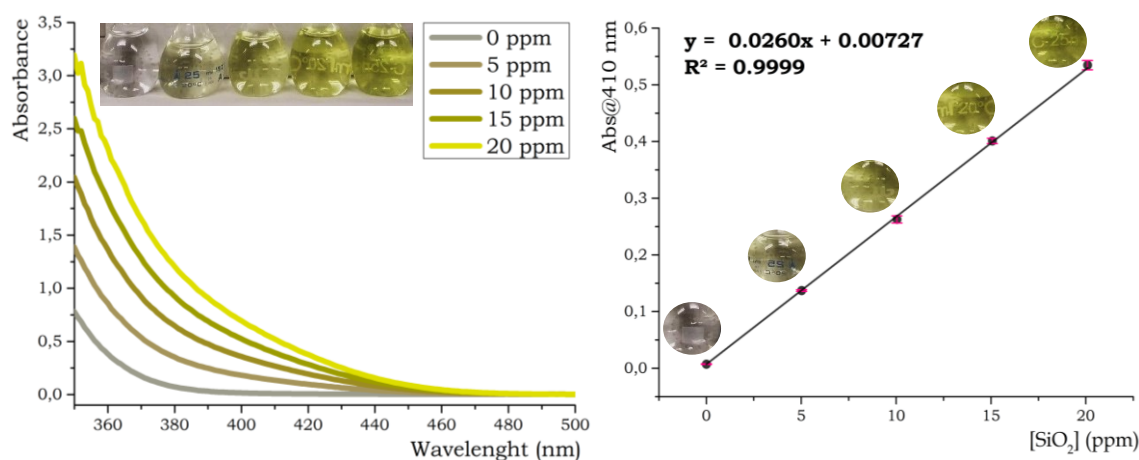 3,5
3,0
2,5
2,0
1,5
1,0
0,5
0,0
Absorbance
0 ppm
5 ppm
10 ppm
15 ppm
20 ppm
360 380 400 420 440 460 480 500
Wavelenght (nm)
y = 0.0260x + 0.00727
R² = 0.9999
0,6
0,5
0,4
0,3
0,2
0,1
0,0
Abs@410 nm
0 5 10 15 20
[SiO₂] (ppm)